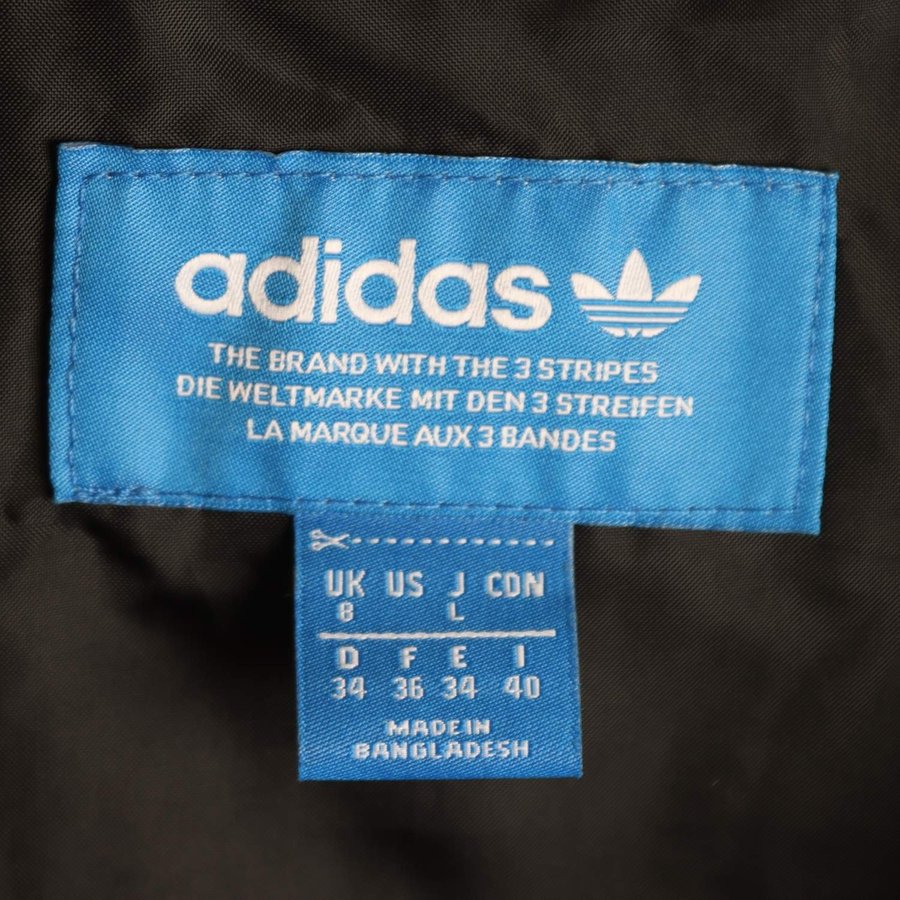 adidas
THE BRAND WITH THE 3 STRIPES
DIE WELTMARKE MIT DEN 3 STREIFEN
LA MARQUE AUX 3 BANDES
UK US J CDN
8 L
D F E I
34 36 34 40
MADE IN
BANGLADESH